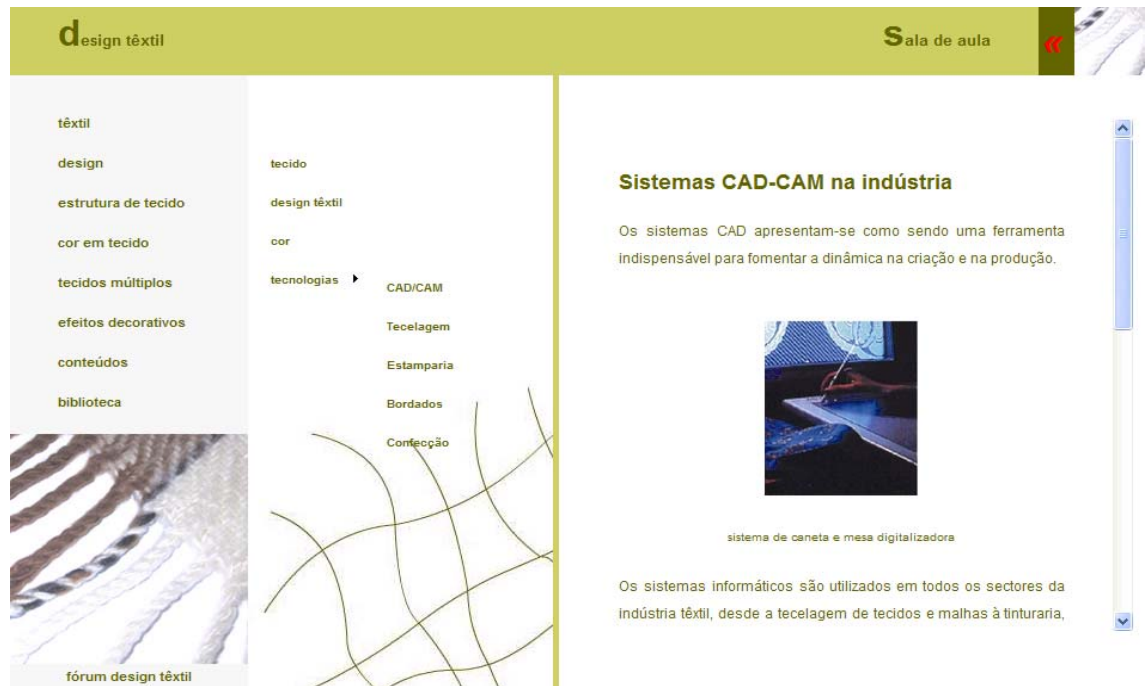 design têxtil
Sala de aula
«
têxtil
design
estrutura de tecido
cor em tecido
tecidos múltiplos
efeitos decorativos
conteúdos
biblioteca
fórum design têxtil
tecido
design têxtil
cor
tecnologias
CAD/CAM
Tecelagem
Estamparia
Bordados
Confecção
Sistemas CAD-CAM na indústria
Os sistemas CAD apresentam-se como sendo uma ferramenta
indispensável para fomentar a dinâmica na criação e na produção.
sistema de caneta e mesa digitalizadora
Os sistemas informáticos são utilizados em todos os sectores da
indústria têxtil, desde a tecelagem de tecidos e malhas à tinturaria,